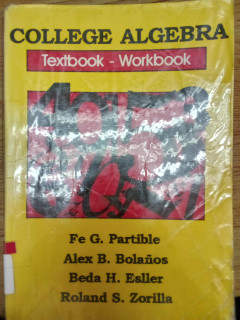 COLLEGE ALGEBRA
Textbook - Workbook
Fe G. Partible
Alex B. Bolaños
Beda H. Esller
Roland S. Zorilla